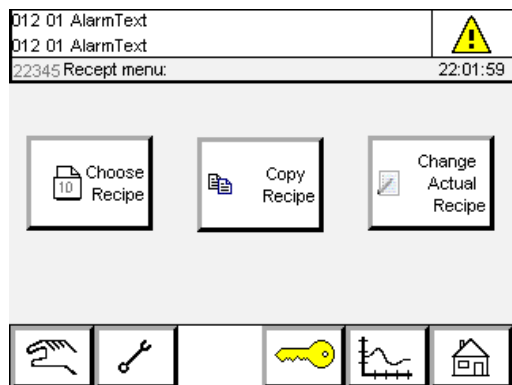 012 01 AlarmText
012 01 AlarmText
22345 Recept menu: 22:01:59
10 Choose
Recipe
Copy
Recipe
Change
Actual
Recipe